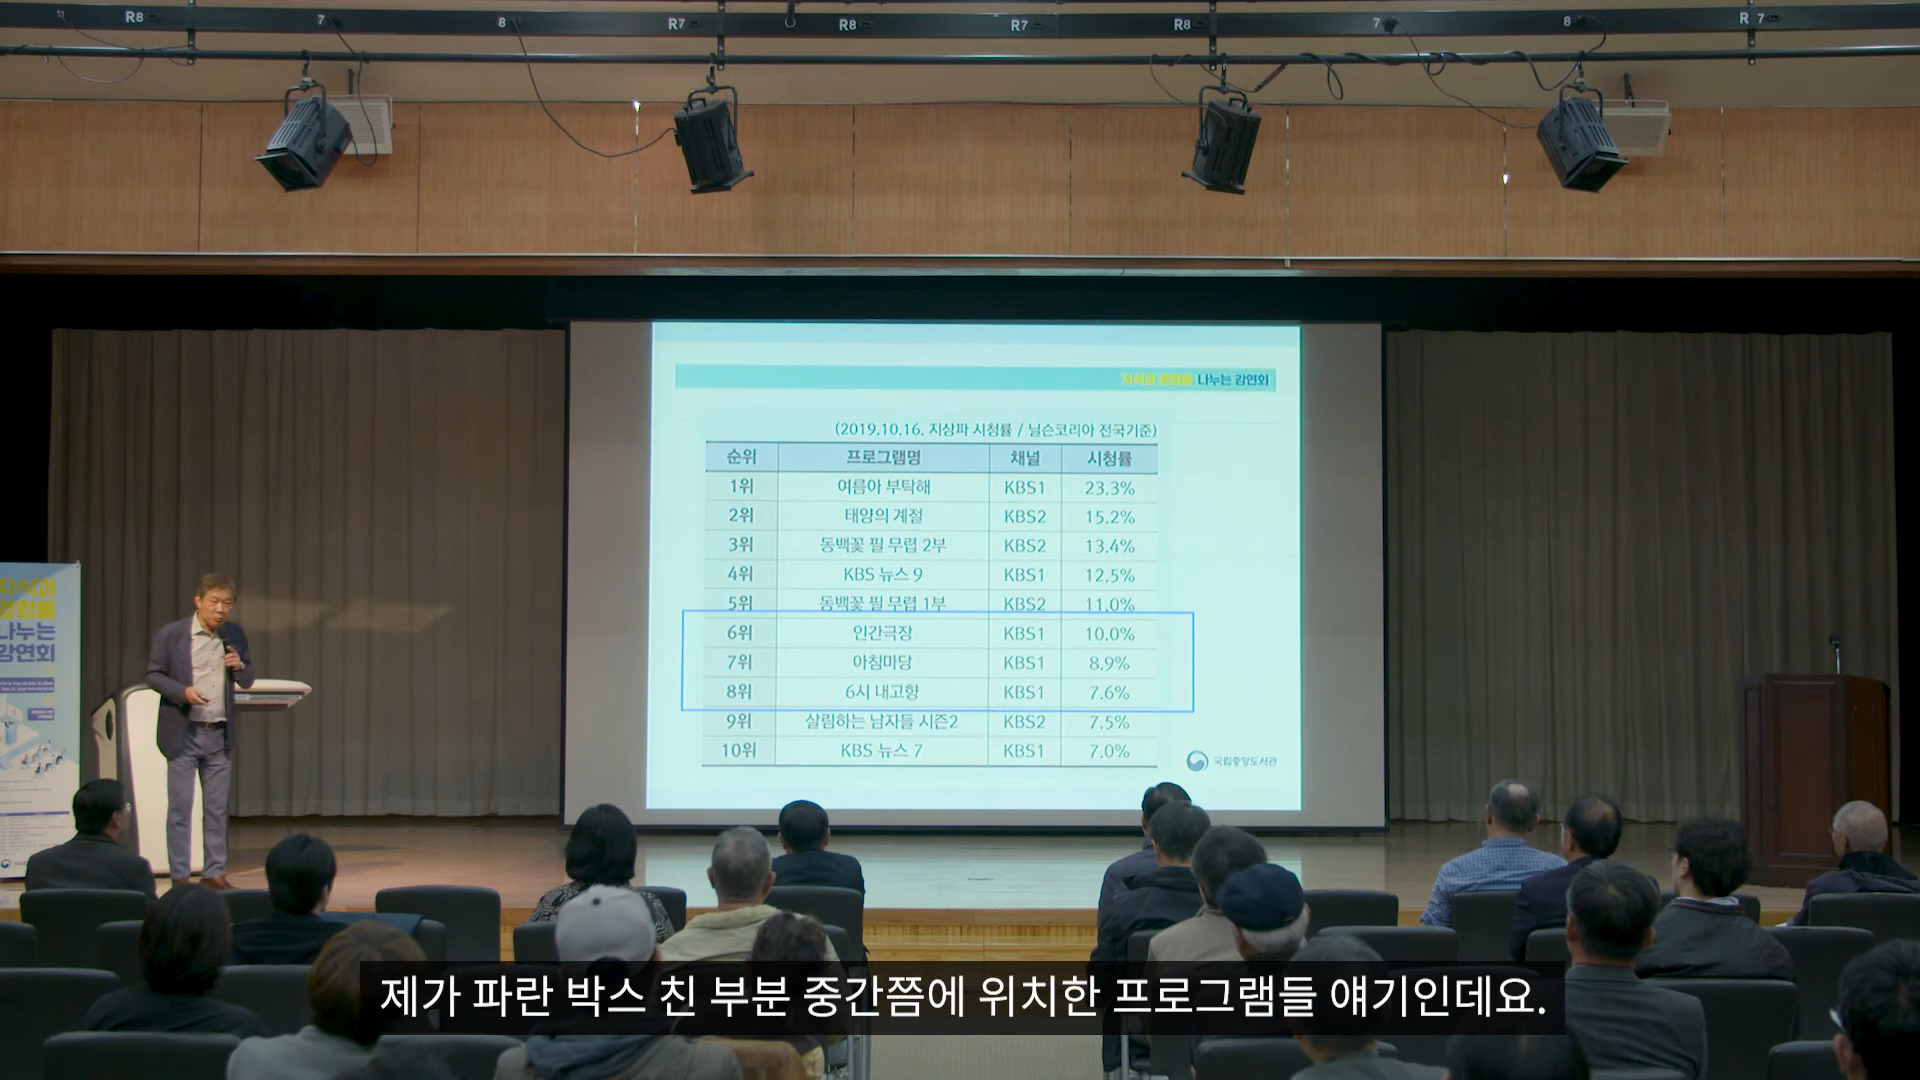 R8 7 8 R7 R8 R7 R8 7 8 R 7
지식과 경험을 나누는 강연회
(2019.10.16. 지상파 시청률 / 닐슨코리아 전국기준)
순위 프로그램명 채널 시청률
1위 여름아 부탁해 KBS1 23.3%
2위 태양의 계절 KBS2 15.2%
3위 동백꽃 필 무렵 2부 KBS2 13.4%
4위 KBS 뉴스 9 KBS1 12.5%
5위 동백꽃 필 무렵 1부 KBS2 11.0%
6위 인간극장 KBS1 10.0%
7위 아침마당 KBS1 8.9%
8위 6시 내고향 KBS1 7.6%
9위 살림하는 남자들 시즌2 KBS2 7.5%
10위 KBS 뉴스 7 KBS1 7.0%
국립중앙도서관
지식과
경험을
나누는
강연회
제가 파란 박스 친 부분 중간쯤에 위치한 프로그램들 얘기인데요.